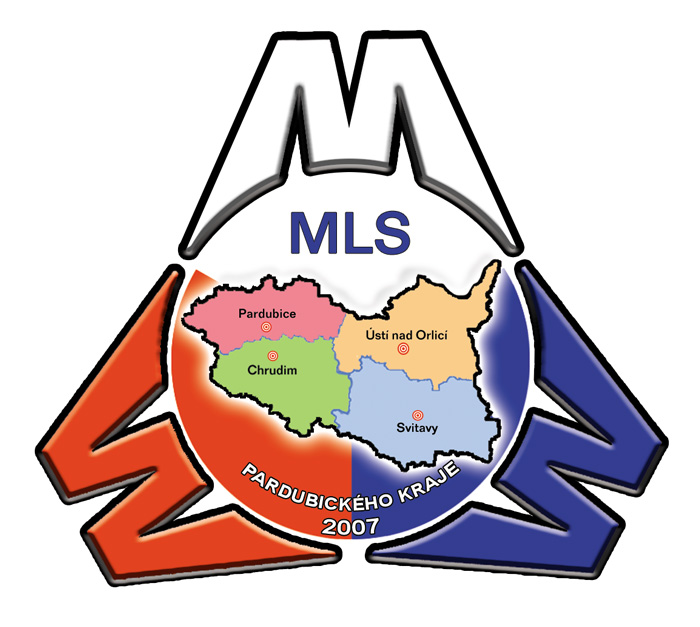 MLS
Pardubice
Ústí nad Orlicí
Chrudim
Svitavy
PARDUBICKÉHO KRAJE
2007